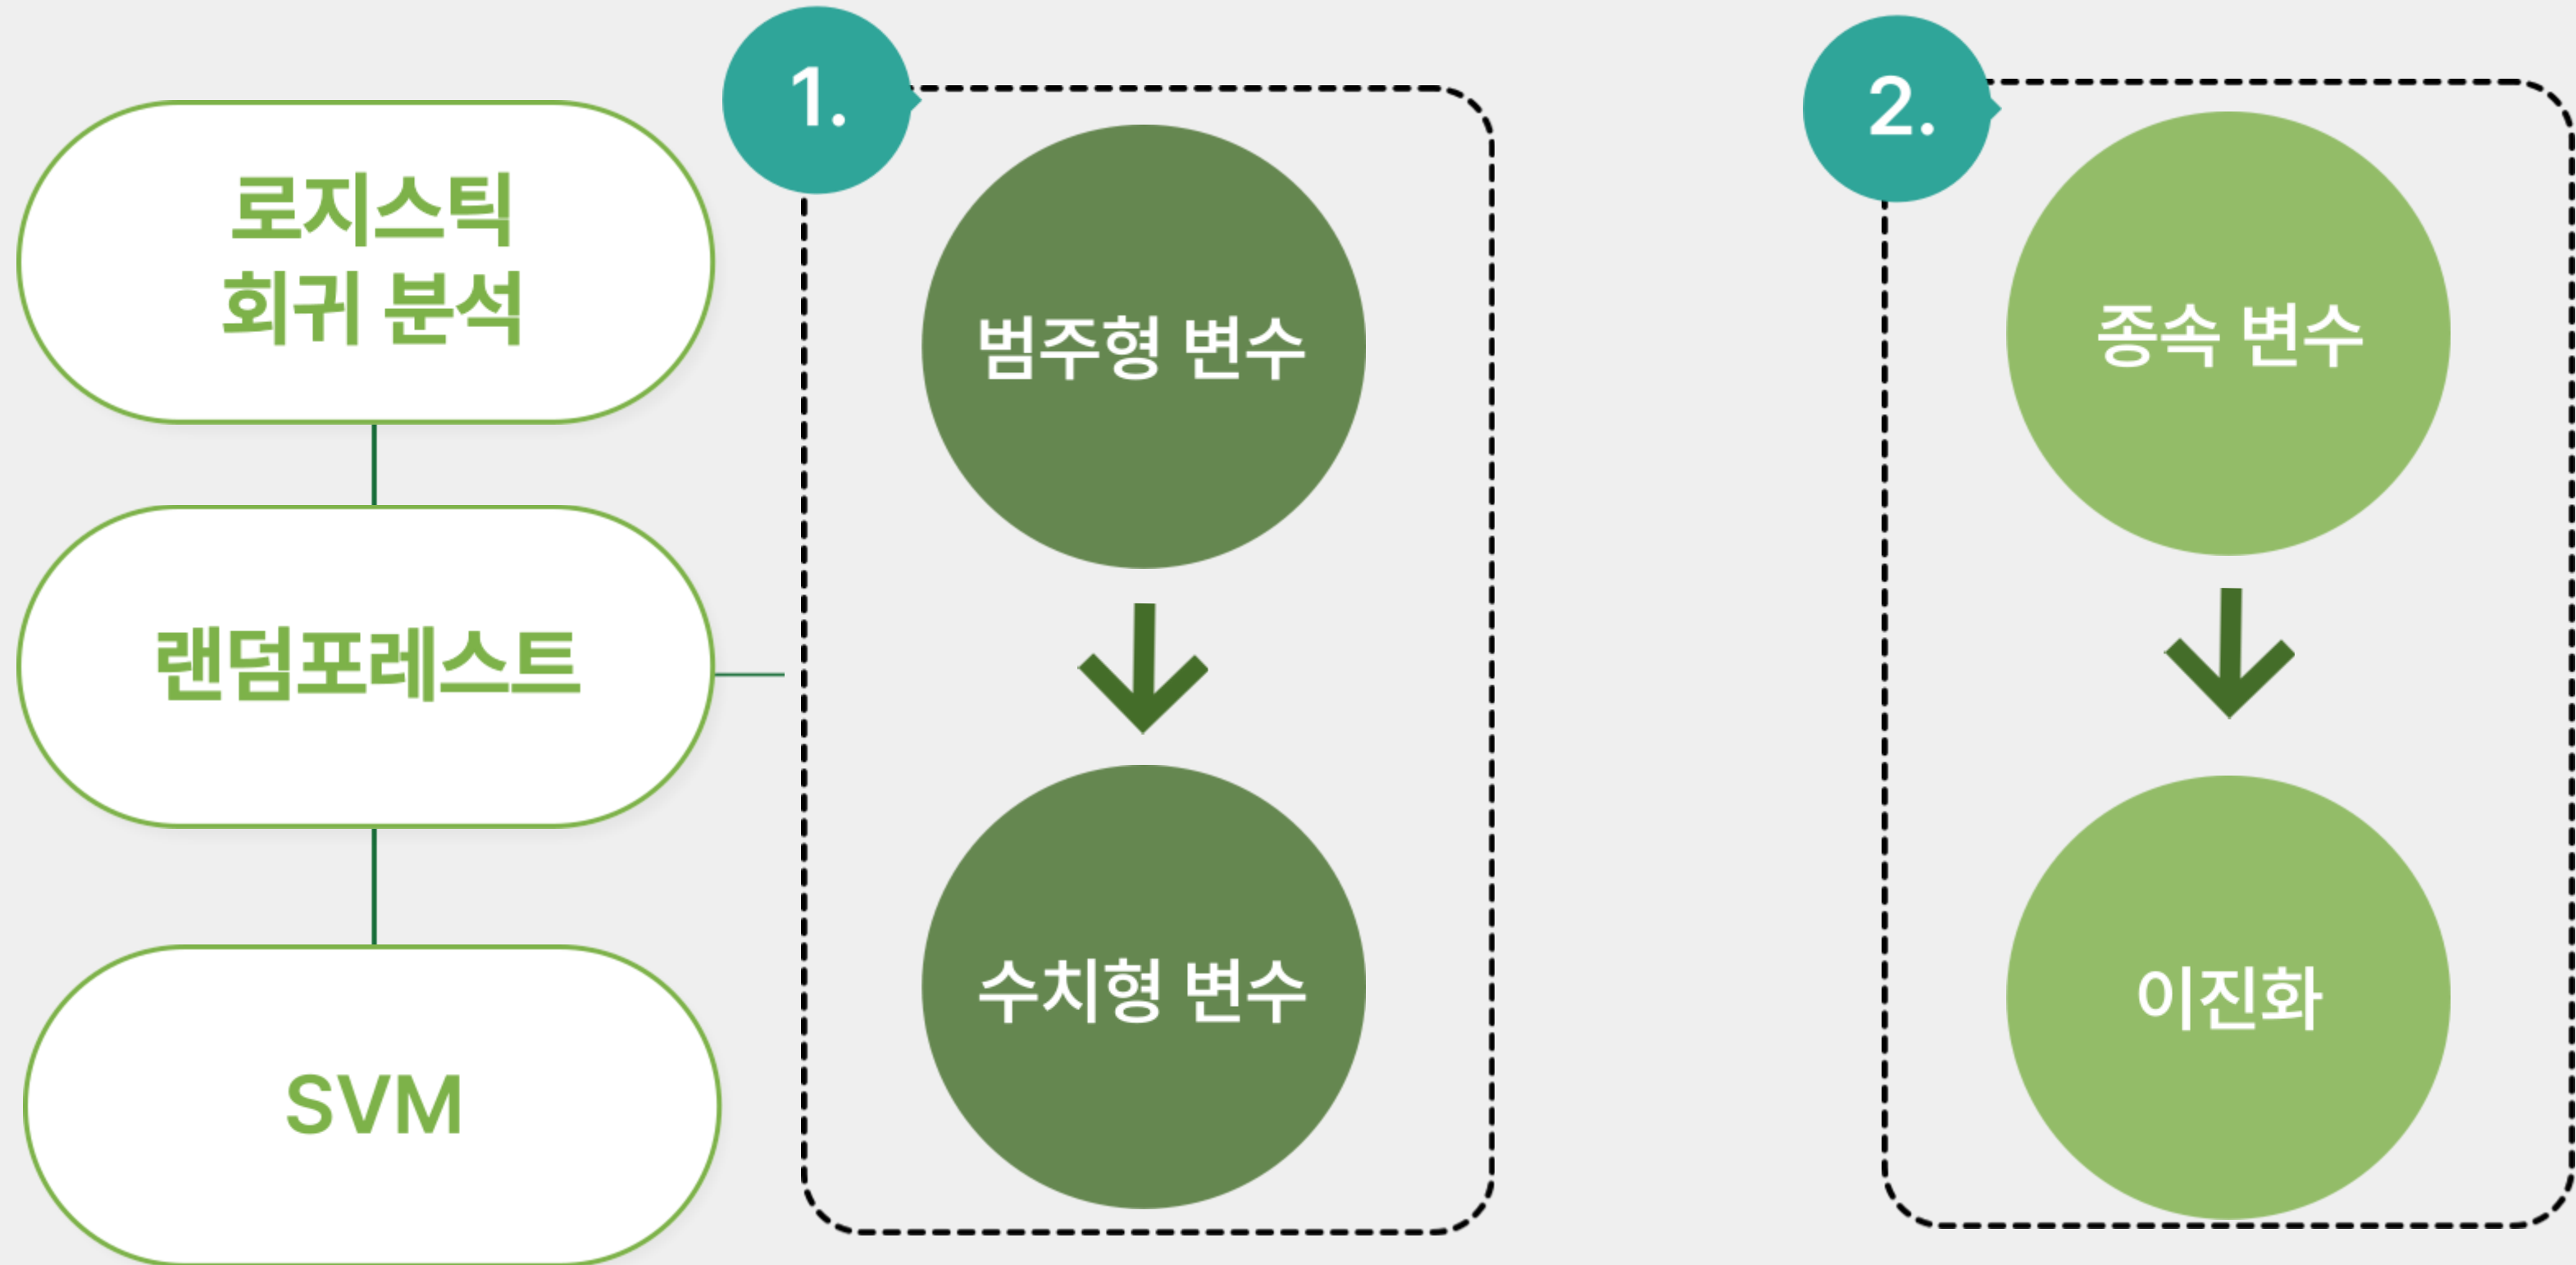 로지스틱
회귀 분석
랜덤포레스트
SVM
1.
범주형 변수
수치형 변수
2.
종속 변수
이진화